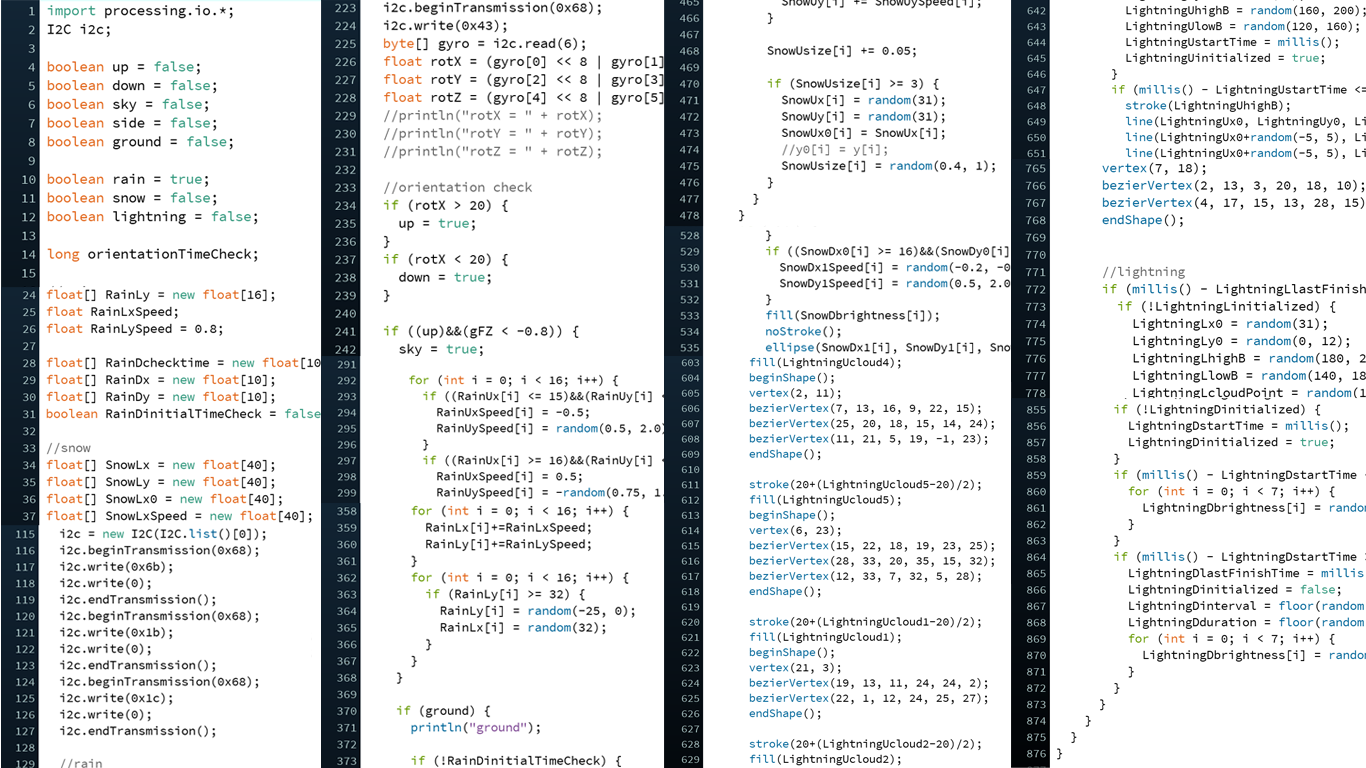 1 import processing.io.*;
2 I2C i2c;
3
4 boolean up = false;
5 boolean down = false;
6 boolean sky = false;
7 boolean side = false;
8 boolean ground = false;
9
10 boolean rain = true;
11 boolean snow = false;
12 boolean lightning = false;
13
14 long orientationTimeCheck;
15
24 float[] RainLy = new float[16];
25 float RainLxSpeed;
26 float RainLySpeed = 0.8;
27
28 float[] RainDchecktime = new float[10
29 float[] RainDx = new float[10];
30 float[] RainDy = new float[10];
31 boolean RainDinitialTimeCheck = false
32
33 //snow
34 float[] SnowLx = new float[40];
35 float[] SnowLy = new float[40];
36 float[] SnowLx0 = new float[40];
37 float[] SnowLxSpeed = new float[40];
115 i2c = new I2C(I2C.list()[0]);
116 i2c.beginTransmission(0x68);
117 i2c.write(0x6b);
118 i2c.write(0);
119 i2c.endTransmission();
120 i2c.beginTransmission(0x68);
121 i2c.write(0x1b);
122 i2c.write(0);
123 i2c.endTransmission();
124 i2c.beginTransmission(0x68);
125 i2c.write(0x1c);
126 i2c.write(0);
127 i2c.endTransmission();
128
129 //rain
223 i2c.beginTransmission(0x68);
224 i2c.write(0x43);
225 byte[] gyro = i2c.read(6);
226 float rotX = (gyro[0] << 8 | gyro[1]
227 float rotY = (gyro[2] << 8 | gyro[3]
228 float rotZ = (gyro[4] << 8 | gyro[5]
229 //println("rotX = " + rotX);
230 //println("rotY = " + rotY);
231 //println("rotZ = " + rotZ);
232
233 //orientation check
234 if (rotX > 20) {
235 up = true;
236 }
237 if (rotX < 20) {
238 down = true;
239 }
240
241 if ((up)&&(gFZ < -0.8)) {
242 sky = true;
291
292 for (int i = 0; i < 16; i++) {
293 if ((RainUx[i] <= 15)&&(RainUy[i]
294 RainUxSpeed[i] = -0.5;
295 RainUySpeed[i] = random(0.5, 2.0)
296 }
297 if ((RainUx[i] >= 16)&&(RainUy[i]
298 RainUxSpeed[i] = 0.5;
299 RainUySpeed[i] = -random(0.75, 1.
358 for (int i = 0; i < 16; i++) {
359 RainLx[i]+=RainLxSpeed;
360 RainLy[i]+=RainLySpeed;
361 }
362 for (int i = 0; i < 16; i++) {
363 if (RainLy[i] >= 32) {
364 RainLy[i] = random(-25, 0);
365 RainLx[i] = random(32);
366 }
367 }
368 }
369
370 if (ground) {
371 println("ground");
372
373 if (!RainDinitialTimeCheck) {
465 SnowUy[i] += SnowUySpeed[i];
466 }
467
468 SnowUsize[i] += 0.05;
469
470 if (SnowUsize[i] >= 3) {
471 SnowUx[i] = random(31);
472 SnowUy[i] = random(31);
473 SnowUx0[i] = SnowUx[i];
474 //y0[i] = y[i];
475 SnowUsize[i] = random(0.4, 1);
476 }
477 }
478 }
528 }
529 if ((SnowDx0[i] >= 16)&&(SnowDy0[i]
530 SnowDx1Speed[i] = random(-0.2, -0
531 SnowDy1Speed[i] = random(0.5, 2.0
532 }
533 fill(SnowDbrightness[i]);
534 noStroke();
535 ellipse(SnowDx1[i], SnowDy1[i], Sno
603 fill(LightningUcloud4);
604 beginShape();
605 vertex(2, 11);
606 bezierVertex(7, 13, 16, 9, 22, 15);
607 bezierVertex(25, 20, 18, 15, 14, 24);
608 bezierVertex(11, 21, 5, 19, -1, 23);
609 endShape();
610
611 stroke(20+(LightningUcloud5-20)/2);
612 fill(LightningUcloud5);
613 beginShape();
614 vertex(6, 23);
615 bezierVertex(15, 22, 18, 19, 23, 25);
616 bezierVertex(28, 33, 20, 35, 15, 32);
617 bezierVertex(12, 33, 7, 32, 5, 28);
618 endShape();
619
620 stroke(20+(LightningUcloud1-20)/2);
621 fill(LightningUcloud1);
622 beginShape();
623 vertex(21, 3);
624 bezierVertex(19, 13, 11, 24, 24, 2);
625 bezierVertex(22, 1, 12, 24, 25, 27);
626 endShape();
627
628 stroke(20+(LightningUcloud2-20)/2);
629 fill(LightningUcloud2);
642 LightningUhighB = random(160, 200);
643 LightningUlowB = random(120, 160);
644 LightningUstartTime = millis();
645 LightningUinitialized = true;
646 }
647 if (millis() - LightningUstartTime <=
648 stroke(LightningUhighB);
649 line(LightningUx0, LightningUy0, Li
650 line(LightningUx0+random(-5, 5), Li
651 line(LightningUx0+random(-5, 5), Li
765 vertex(7, 18);
766 bezierVertex(2, 13, 3, 20, 18, 10);
767 bezierVertex(4, 17, 15, 13, 28, 15)
768 endShape();
769
770
771 //lightning
772 if (millis() - LightningLlastFinish
773 if (!LightningLinitialized) {
774 LightningLx0 = random(31);
775 LightningLy0 = random(0, 12);
776 LightningLhighB = random(180, 2
777 LightningLlowB = random(140, 18
778 LightningLcloudPoint = random(1
855 if (!LightningDinitialized) {
856 LightningDstartTime = millis();
857 LightningDinitialized = true;
858 }
859 if (millis() - LightningDstartTime
860 for (int i = 0; i < 7; i++) {
861 LightningDbrightness[i] = rando
862 }
863 }
864 if (millis() - LightningDstartTime
865 LightningDlastFinishTime = millis
866 LightningDinitialized = false;
867 LightningDinterval = floor(random
868 LightningDduration = floor(random
869 for (int i = 0; i < 7; i++) {
870 LightningDbrightness[i] = rando
871 }
872 }
873 }
874 }
875 }
876 }